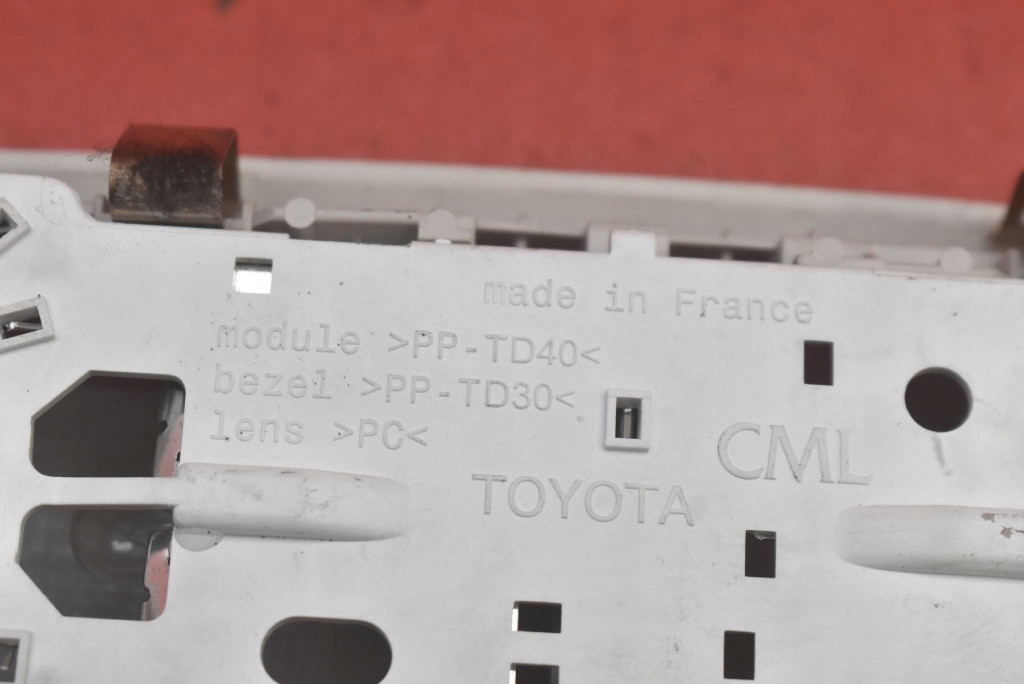 made in France
module >PP-TD40<
bezel >PP-TD30<
lens >PC<
CML
TOYOTA